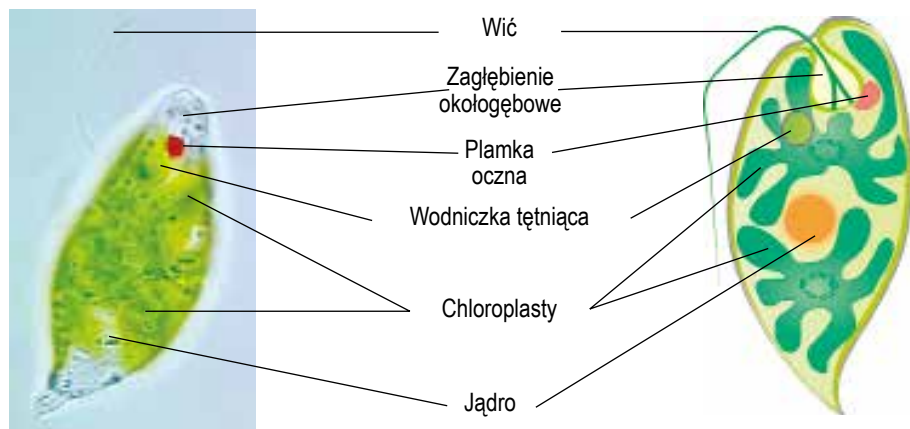 Wić
Zagłębienie
okołogębowe
Plamka
oczna
Wodniczka tętniąca
Chloroplasty
Jądro